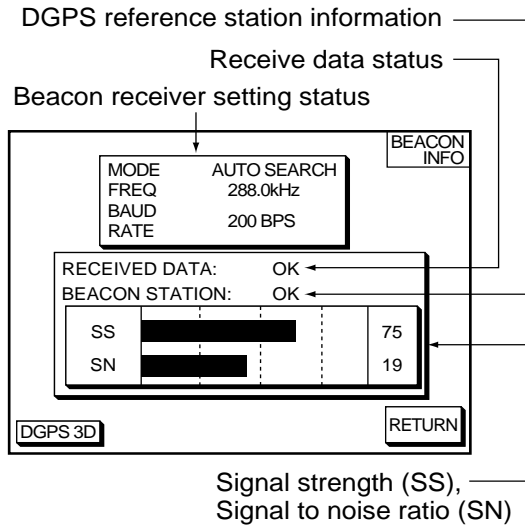 DGPS reference station information
Receive data status
Beacon receiver setting status
BEACON
INFO
MODE AUTO SEARCH
FREQ 288.0kHz
BAUD
RATE 200 BPS
RECEIVED DATA: OK
BEACON STATION: OK
SS 75
SN 19
DGPS 3D
RETURN
Signal strength (SS),
Signal to noise ratio (SN)